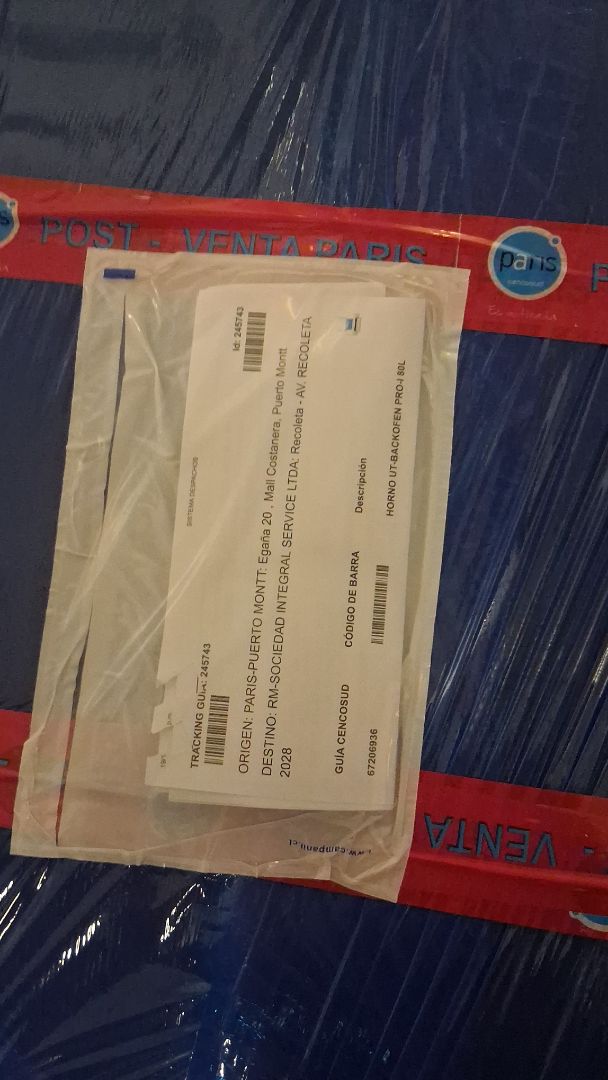 POST - VENTA PARIS
paris
cencosud
P
SISTEMA DESPACHOS
TRACKING GUIA: 245743
Id: 245743
ORIGEN: PARIS-PUERTO MONTT: Egaña 20 , Mall Costanera, Puerto Montt
DESTINO: RM-SOCIEDAD INTEGRAL SERVICE LTDA: Recoleta - AV. RECOLETA
2028
GUÍA CENCOSUD
CÓDIGO DE BARRA
Descripción
67206936
HORNO UT-BACKOFEN PRO-I 80L
- VENTA